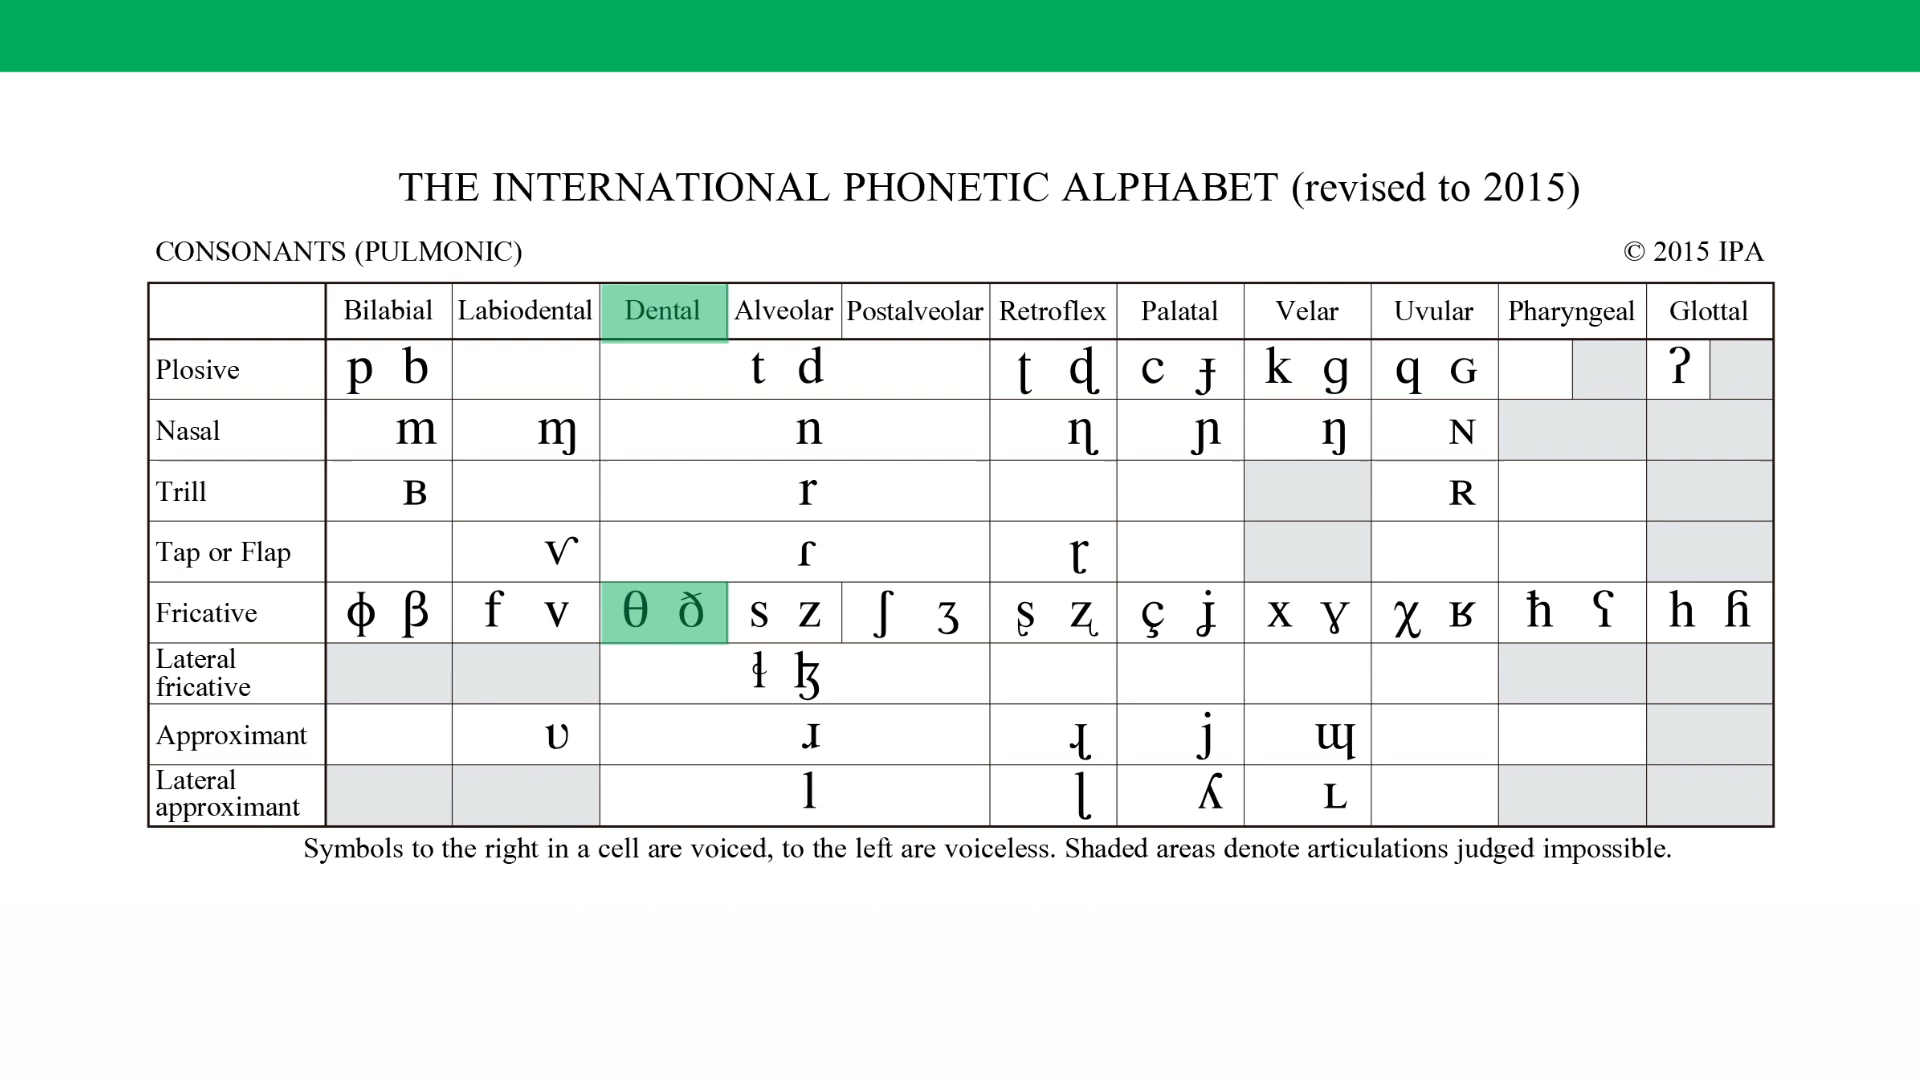 THE INTERNATIONAL PHONETIC ALPHABET (revised to 2015)
CONSONANTS (PULMONIC) © 2015 IPA
Bilabial Labiodental Dental Alveolar Postalveolar Retroflex Palatal Velar Uvular Pharyngeal Glottal
Plosive p b t d ʈ ɖ c ɟ k ɡ q ɢ ʔ
Nasal m ɱ n ɳ ɲ ŋ ɴ
Trill ʙ r ʀ
Tap or Flap ⱱ ɾ ɽ
Fricative ɸ β f v θ ð s z ʃ ʒ ʂ ʐ ç ʝ x ɣ χ ʁ ħ ʕ h ɦ
Lateral
fricative ɬ ɮ
Approximant ʋ ɹ ɻ j ɰ
Lateral
approximant l ɭ ʎ ʟ
Symbols to the right in a cell are voiced, to the left are voiceless. Shaded areas denote articulations judged impossible.